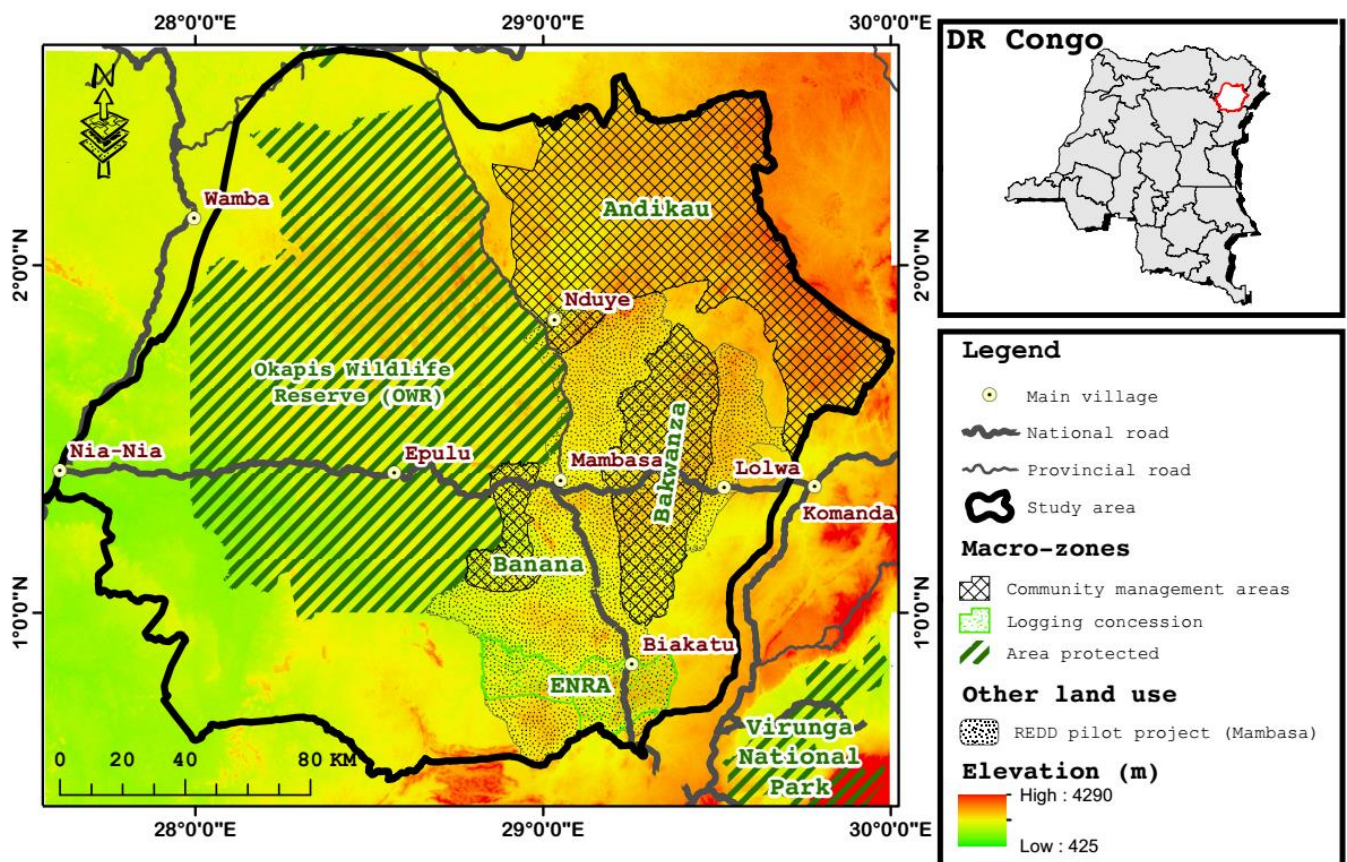 28°0'0"E
29°0'0"E
30°0'0"E
N
Wamba
Andikau
2°0'0"N
2°0'0"N
Nduye
Okapis Wildlife
Reserve (OWR)
Nia-Nia
Epulu
Mambasa
Bakwanza
Lolwa
Komanda
Banana
1°0'0"N
1°0'0"N
Biakatu
ENRA
Virunga
National
Park
0 20 40 80 KM
28°0'0"E
29°0'0"E
30°0'0"E
DR Congo
Legend
Main village
National road
Provincial road
Study area
Macro-zones
Community management areas
Logging concession
Area protected
Other land use
REDD pilot project (Mambasa)
Elevation (m)
High : 4290
Low : 425